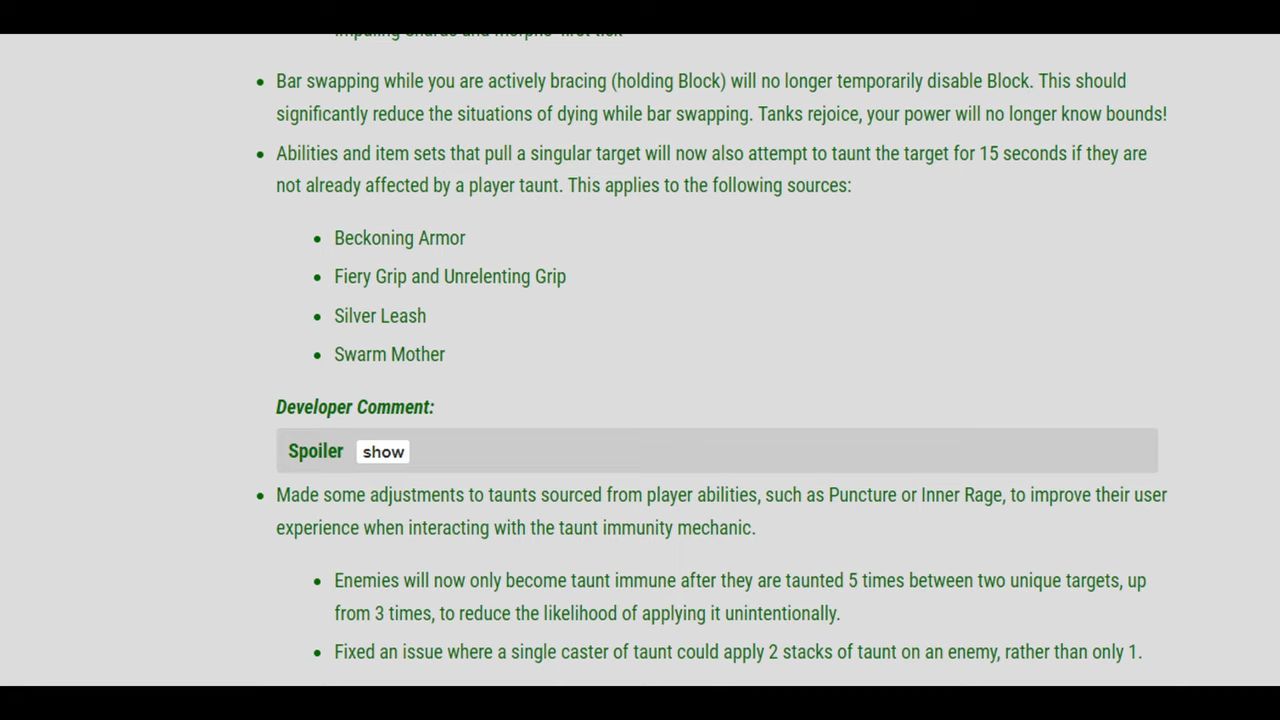 Bar swapping while you are actively bracing (holding Block) will no longer temporarily disable Block. This should
significantly reduce the situations of dying while bar swapping. Tanks rejoice, your power will no longer know bounds!
Abilities and item sets that pull a singular target will now also attempt to taunt the target for 15 seconds if they are
not already affected by a player taunt. This applies to the following sources:
Beckoning Armor
Fiery Grip and Unrelenting Grip
Silver Leash
Swarm Mother
Developer Comment:
Spoiler show
Made some adjustments to taunts sourced from player abilities, such as Puncture or Inner Rage, to improve their user
experience when interacting with the taunt immunity mechanic.
Enemies will now only become taunt immune after they are taunted 5 times between two unique targets, up
from 3 times, to reduce the likelihood of applying it unintentionally.
Fixed an issue where a single caster of taunt could apply 2 stacks of taunt on an enemy, rather than only 1.